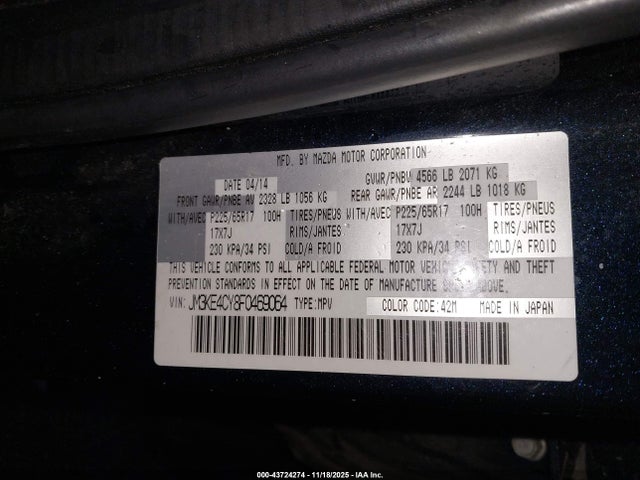 MFD. BY MAZDA MOTOR CORPORATION
DATE 04/14 GVWR/PNBV 4566 LB 2071 KG
FRONT GAWR/PNBE AV 2328 LB 1056 KG REAR GAWR/PNBE AR 2244 LB 1018 KG
WITH/AVEC P225/65R17 100H TIRES/PNEUS WITH/AVEC P225/65R17 100H TIRES/PNEUS
17X7J RIMS/JANTES 17X7J RIMS/JANTES
230 KPA/34 PSI COLD/A FROID 230 KPA/34 PSI COLD/A FROID
THIS VEHICLE CONFORMS TO ALL APPLICABLE FEDERAL MOTOR VEHICLE SAFETY AND THEFT
PREVENTION STANDARDS IN EFFECT ON THE DATE OF MANUFACTURE SHOWN ABOVE.
VIN: JM3KE4CY8F0469064 TYPE: MPV COLOR CODE: 42M MADE IN JAPAN
000-43724274 - 11/18/2025 - IAA Inc.